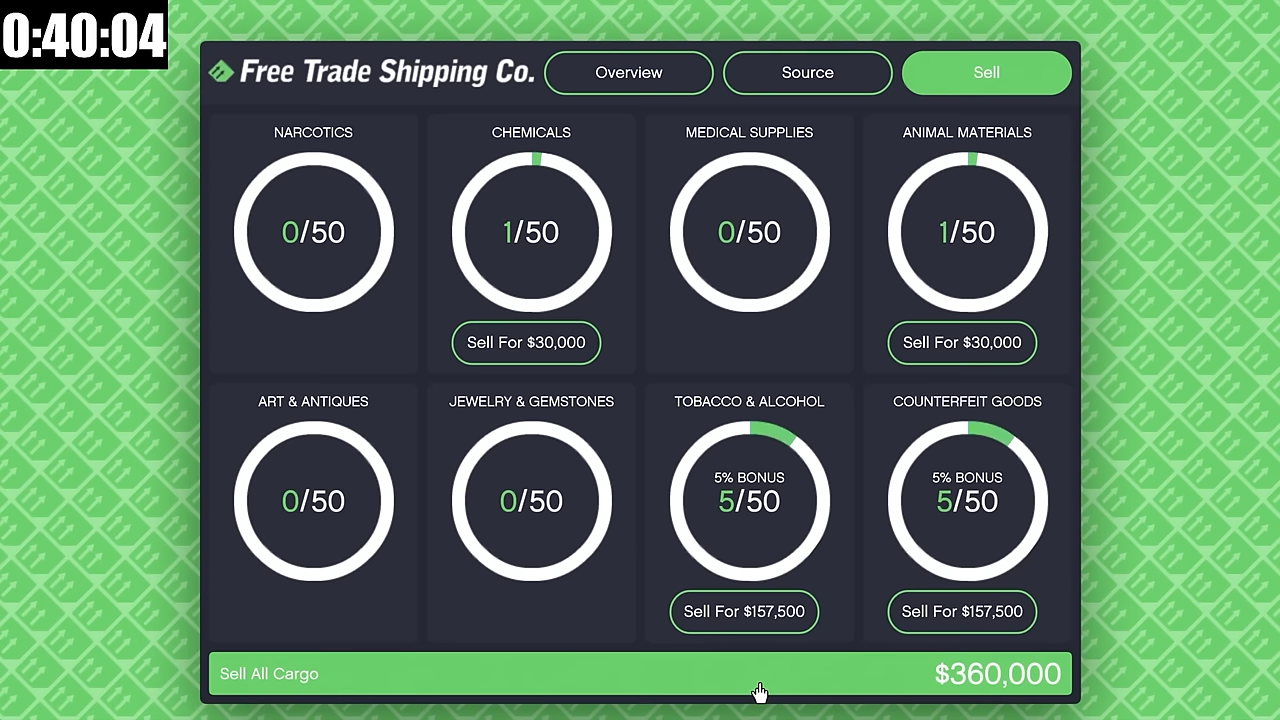 0:40:04
Free Trade Shipping Co.
Overview
Source
Sell
NARCOTICS
CHEMICALS
MEDICAL SUPPLIES
ANIMAL MATERIALS
0/50
1/50
0/50
1/50
Sell For $30,000
Sell For $30,000
ART & ANTIQUES
JEWELRY & GEMSTONES
TOBACCO & ALCOHOL
COUNTERFEIT GOODS
0/50
0/50
5% BONUS
5/50
5% BONUS
5/50
Sell For $157,500
Sell For $157,500
Sell All Cargo
$360,000